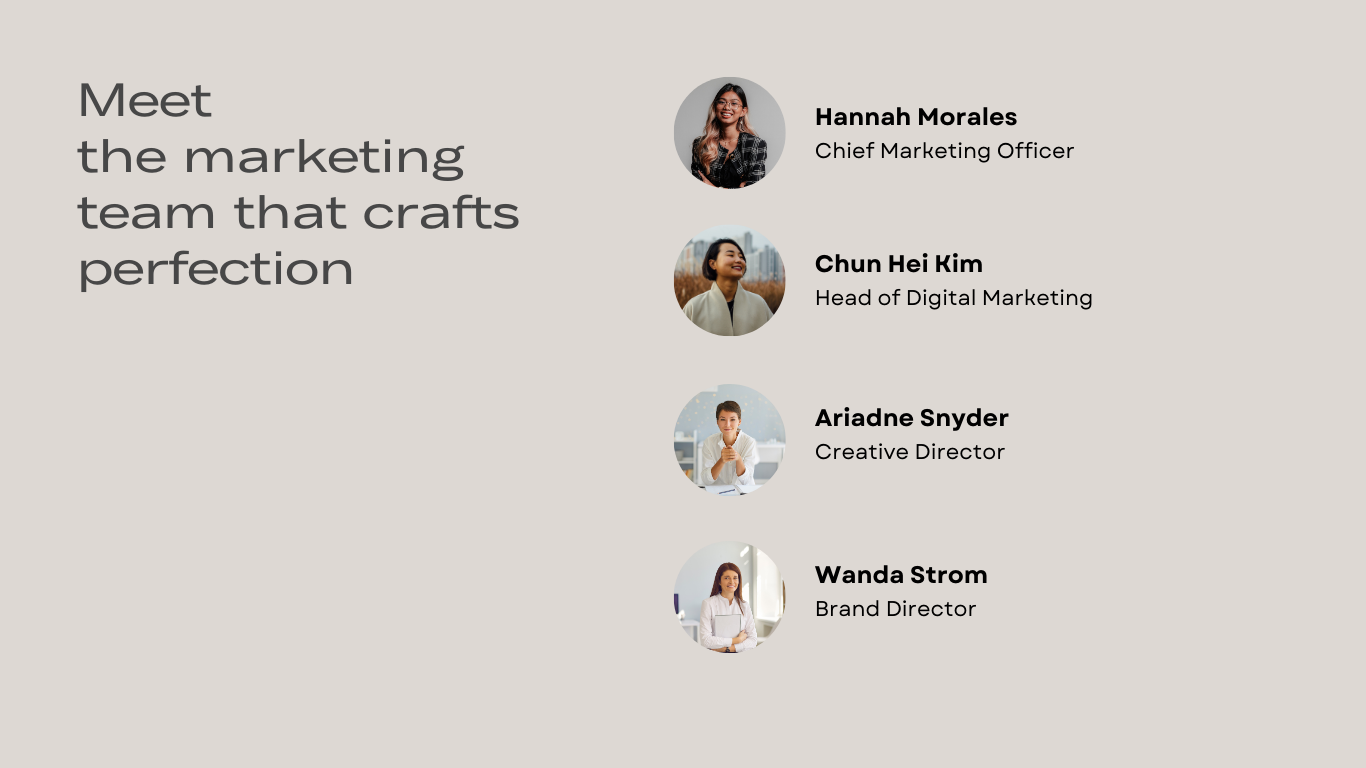 Meet
the marketing
team that crafts
perfection
Hannah Morales
Chief Marketing Officer
Chun Hei Kim
Head of Digital Marketing
Ariadne Snyder
Creative Director
Wanda Strom
Brand Director